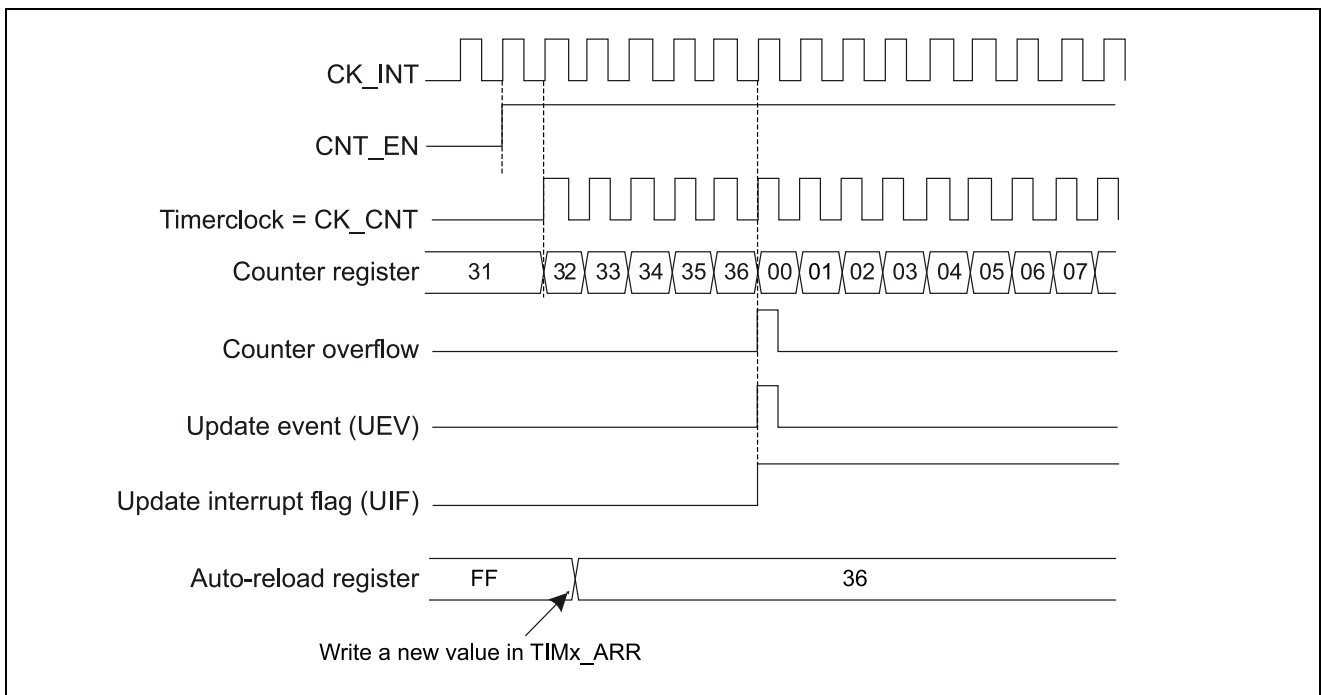 CK_INT
CNT_EN
Timerclock = CK_CNT
Counter register 31 32 33 34 35 36 00 01 02 03 04 05 06 07
Counter overflow
Update event (UEV)
Update interrupt flag (UIF)
Auto-reload register FF 36
Write a new value in TIMx_ARR